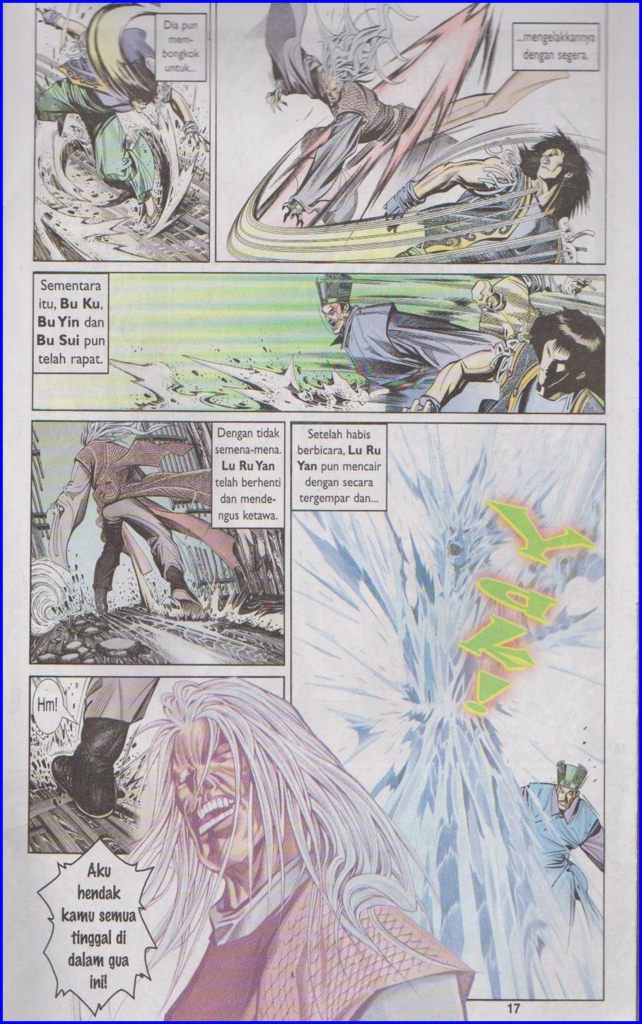 Dia pun
mem-
bongkok
untuk...
...mengelakkannya
dengan segera.
Sementara
itu, Bu Ku,
Bu Yin dan
Bu Sui pun
telah rapat.
Dengan tidak
semena-mena.
Lu Ru Yan
telah berhenti
dan mende-
ngus ketawa.
Setelah habis
berbicara, Lu Ru
Yan pun mencair
dengan secara
tergempar dan...
YUAN!
Hm!
Aku
hendak
kamu semua
tinggal di
dalam gua
ini!
17